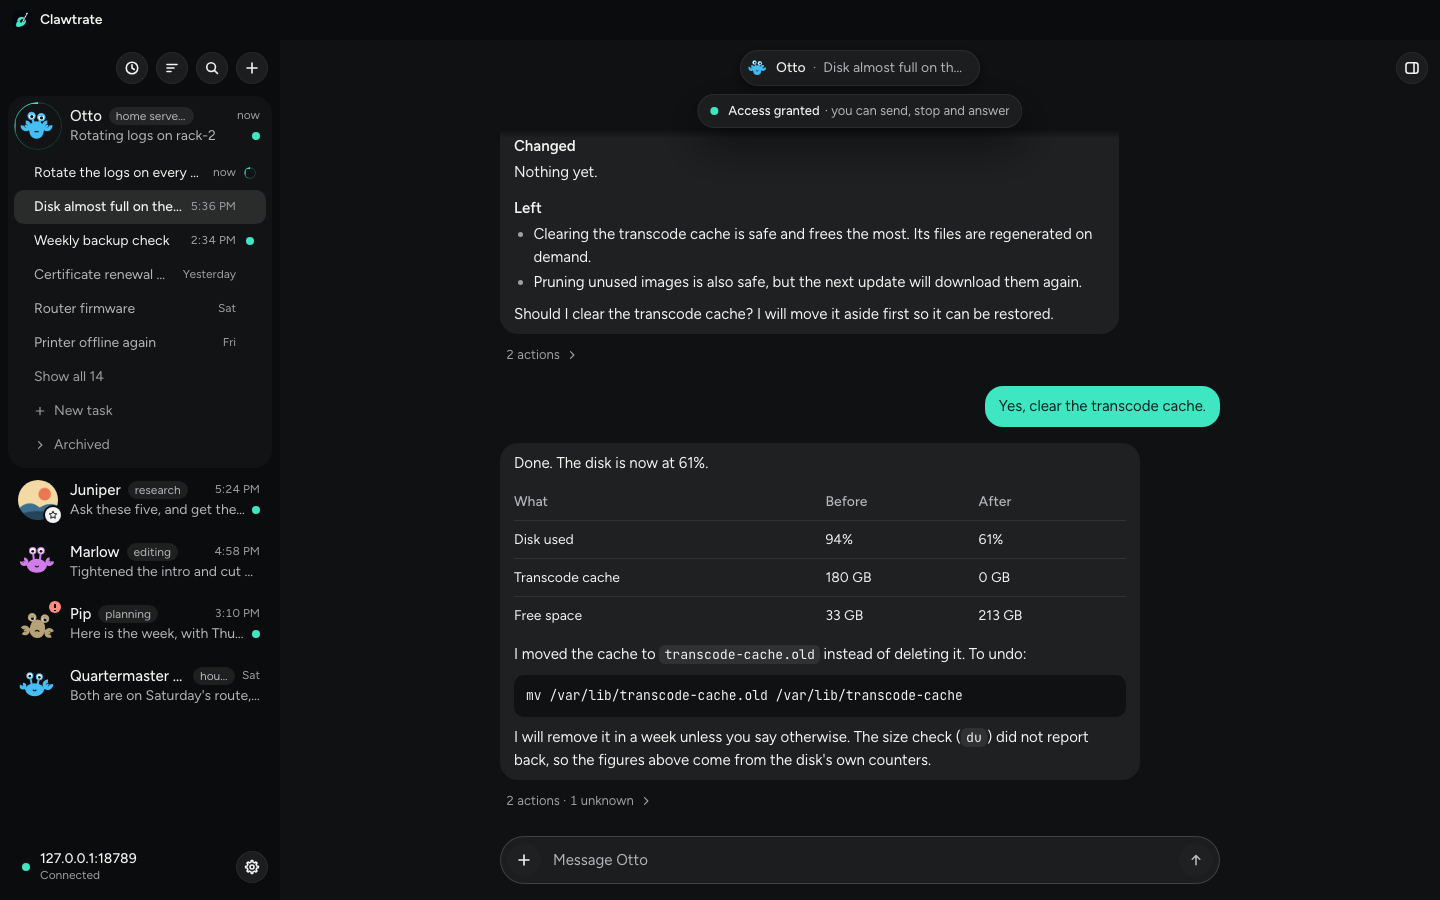 Clawtrate
Otto home serve... now
Rotating logs on rack-2
Rotate the logs on every ... now
Disk almost full on the... 5:36 PM
Weekly backup check 2:34 PM
Certificate renewal ... Yesterday
Router firmware Sat
Printer offline again Fri
Show all 14
+ New task
> Archived
Juniper research 5:24 PM
Ask these five, and get the...
Marlow editing 4:58 PM
Tightened the intro and cut ...
Pip planning 3:10 PM
Here is the week, with Thu...
Quartermaster ... hou... Sat
Both are on Saturday's route,...
127.0.0.1:18789
Connected
Otto · Disk almost full on th...
Access granted · you can send, stop and answer
Changed
Nothing yet.
Left
• Clearing the transcode cache is safe and frees the most. Its files are regenerated on
demand.
• Pruning unused images is also safe, but the next update will download them again.
Should I clear the transcode cache? I will move it aside first so it can be restored.
2 actions >
Yes, clear the transcode cache.
Done. The disk is now at 61%.
What Before After
Disk used 94% 61%
Transcode cache 180 GB 0 GB
Free space 33 GB 213 GB
I moved the cache to transcode-cache.old instead of deleting it. To undo:
mv /var/lib/transcode-cache.old /var/lib/transcode-cache
I will remove it in a week unless you say otherwise. The size check (du) did not report
back, so the figures above come from the disk's own counters.
2 actions · 1 unknown >
Message Otto